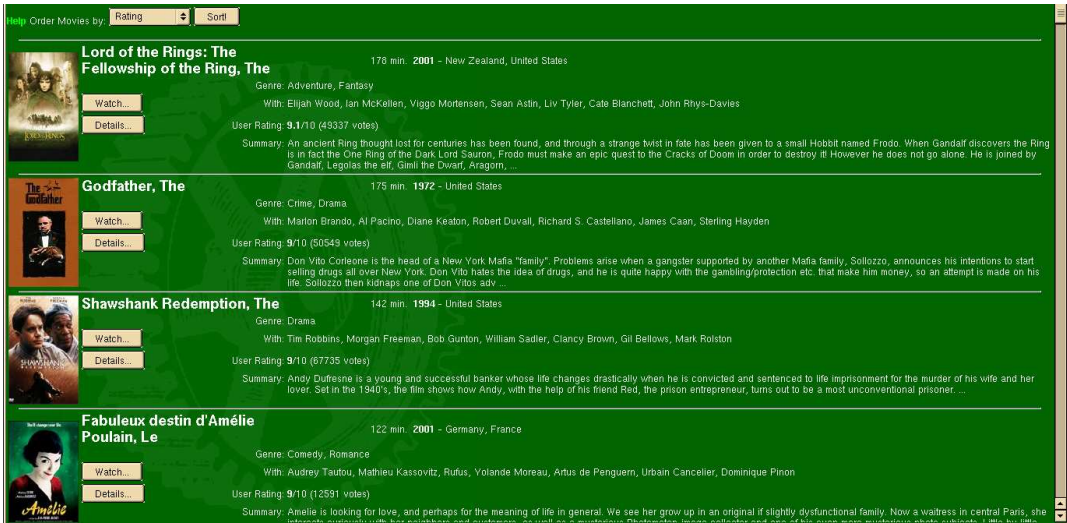 Help Order Movies by: Rating Sort!
Lord of the Rings: The
Fellowship of the Ring, The
178 min. 2001 - New Zealand, United States
Genre: Adventure, Fantasy
Watch...
With: Elijah Wood, Ian McKellen, Viggo Mortensen, Sean Astin, Liv Tyler, Cate Blanchett, John Rhys-Davies
Details...
User Rating: 9.1/10 (49337 votes)
Summary: An ancient Ring thought lost for centuries has been found, and through a strange twist in fate has been given to a small Hobbit named Frodo. When Gandalf discovers the Ring
is in fact the One Ring of the Dark Lord Sauron, Frodo must make an epic quest to the Cracks of Doom in order to destroy it! However he does not go alone. He is joined by
Gandalf, Legolas the elf, Gimli the Dwarf, Aragorn, ...
The
Godfather
Godfather, The
175 min. 1972 - United States
Genre: Crime, Drama
Watch...
With: Marlon Brando, Al Pacino, Diane Keaton, Robert Duvall, Richard S. Castellano, James Caan, Sterling Hayden
Details...
User Rating: 9/10 (50549 votes)
Summary: Don Vito Corleone is the head of a New York Mafia "family". Problems arise when a gangster supported by another Mafia family, Sollozzo, announces his intentions to start
selling drugs all over New York. Don Vito hates the idea of drugs, and he is quite happy with the gambling/protection etc. that make him money, so an attempt is made on his
life. Sollozzo then kidnaps one of Don Vitos adv ...
Shawshank Redemption, The
142 min. 1994 - United States
Genre: Drama
Watch...
With: Tim Robbins, Morgan Freeman, Bob Gunton, William Sadler, Clancy Brown, Gil Bellows, Mark Rolston
Details...
User Rating: 9/10 (67735 votes)
Summary: Andy Dufresne is a young and successful banker whose life changes drastically when he is convicted and sentenced to life imprisonment for the murder of his wife and her
lover. Set in the 1940's, the film shows how Andy, with the help of his friend Red, the prison entrepreneur, turns out to be a most unconventional prisoner. ...
Fabuleux destin d'Amélie
Poulain, Le
122 min. 2001 - Germany, France
Genre: Comedy, Romance
Watch...
With: Audrey Tautou, Mathieu Kassovitz, Rufus, Yolande Moreau, Artus de Penguern, Urbain Cancelier, Dominique Pinon
Details...
User Rating: 9/10 (12591 votes)
Amélie
Summary: Amelie is looking for love, and perhaps for the meaning of life in general. We see her grow up in an original if slightly dysfunctional family. Now a waitress in central Paris, she